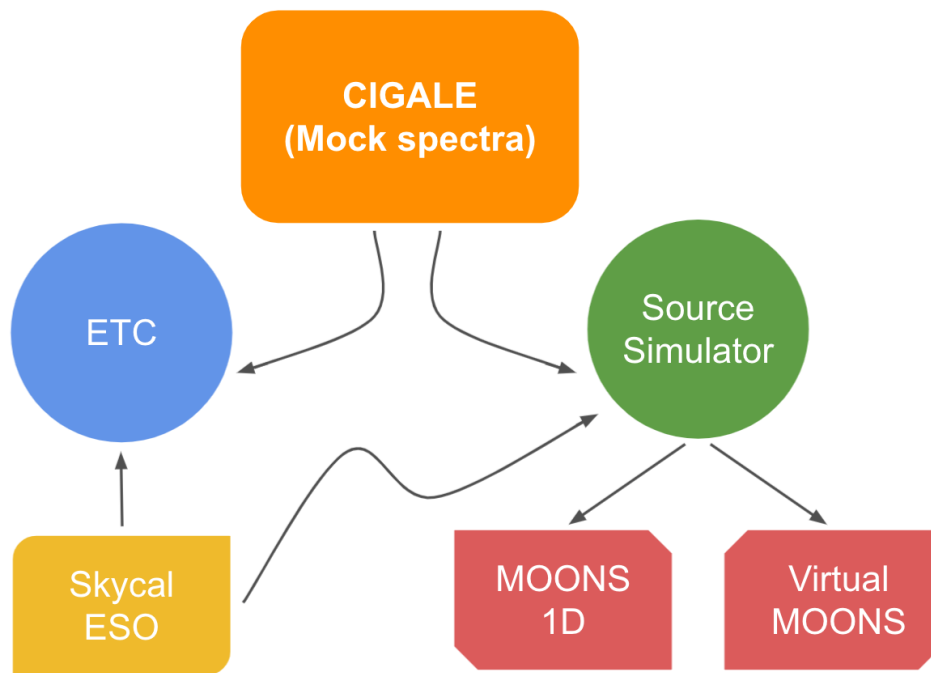 CIGALE
(Mock spectra)
ETC
Source
Simulator
Skycal
ESO
MOONS
1D
Virtual
MOONS